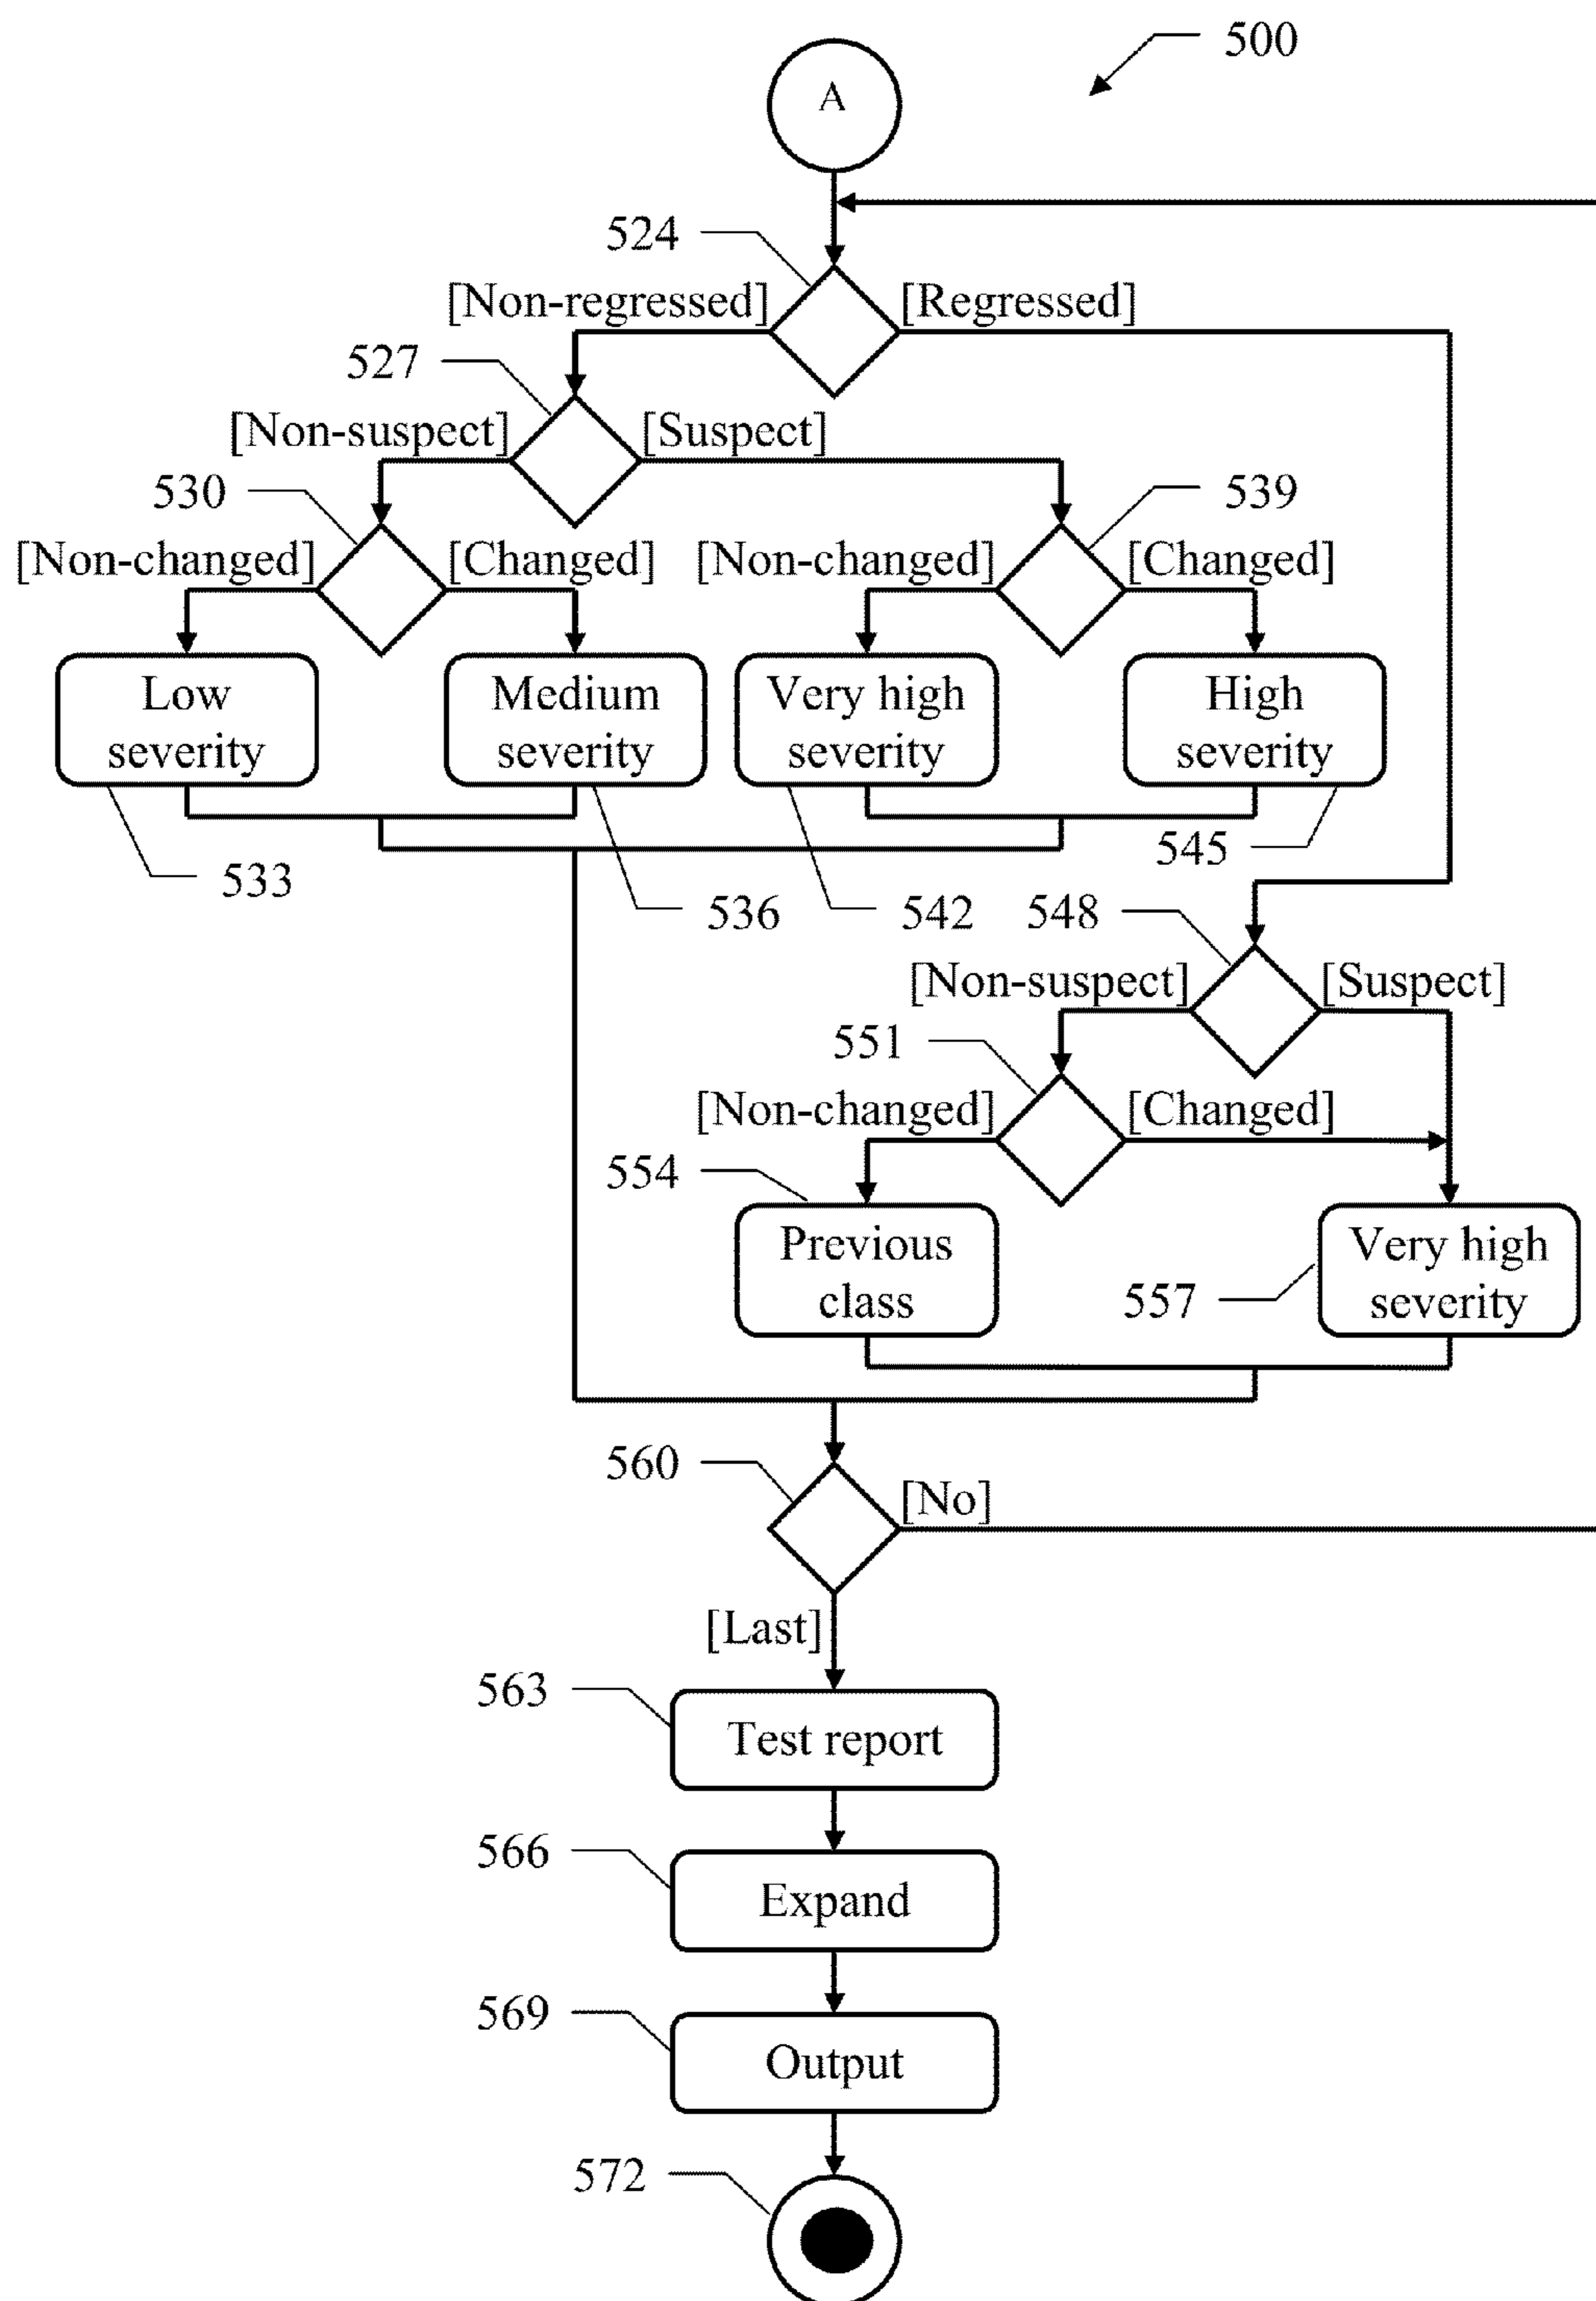 500
A
524
[Non-regressed]
[Regressed]
527
[Non-suspect]
[Suspect]
530
539
[Non-changed]
[Changed]
[Non-changed]
[Changed]
Low
severity
Medium
severity
Very high
severity
High
severity
533
536
542
545
548
[Non-suspect]
[Suspect]
551
[Non-changed]
[Changed]
554
Previous
class
557
Very high
severity
560
[No]
[Last]
563
Test report
566
Expand
569
Output
572